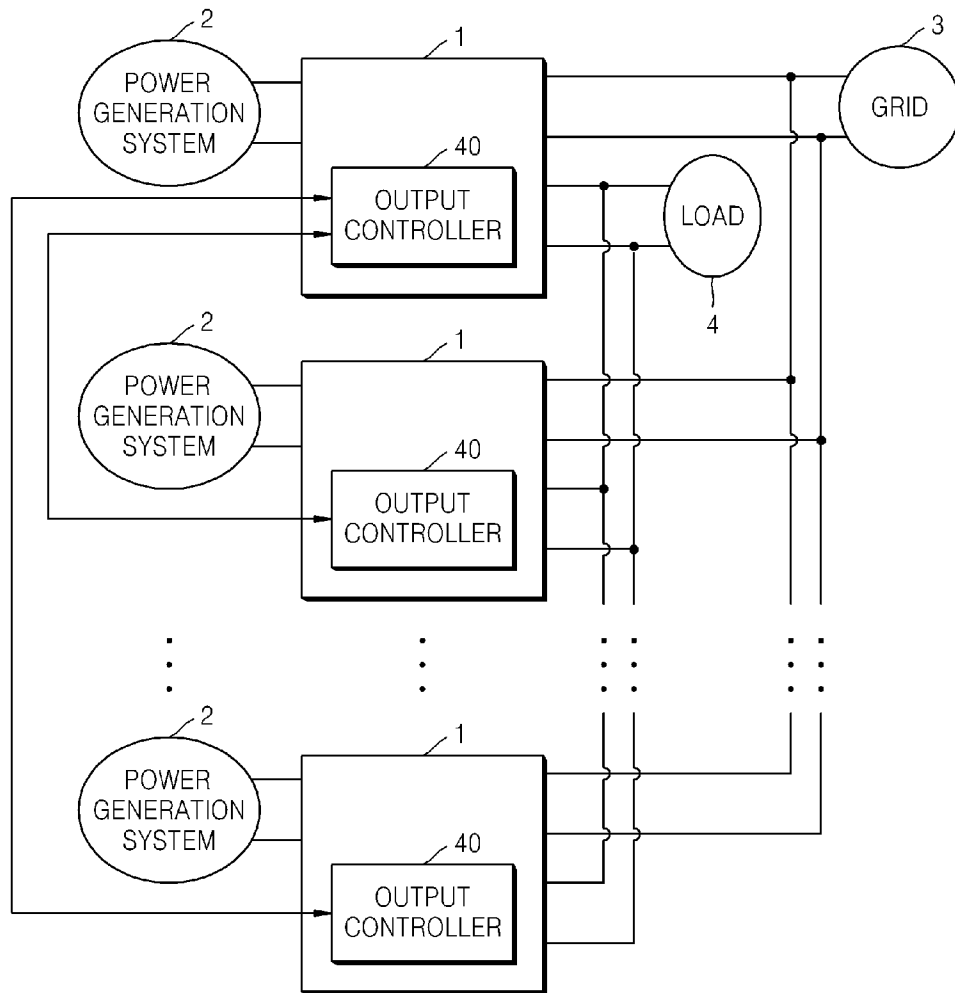 2
1
3
POWER
GENERATION
SYSTEM
GRID
40
OUTPUT
CONTROLLER
LOAD
4
2
1
POWER
GENERATION
SYSTEM
40
OUTPUT
CONTROLLER
2
1
POWER
GENERATION
SYSTEM
40
OUTPUT
CONTROLLER